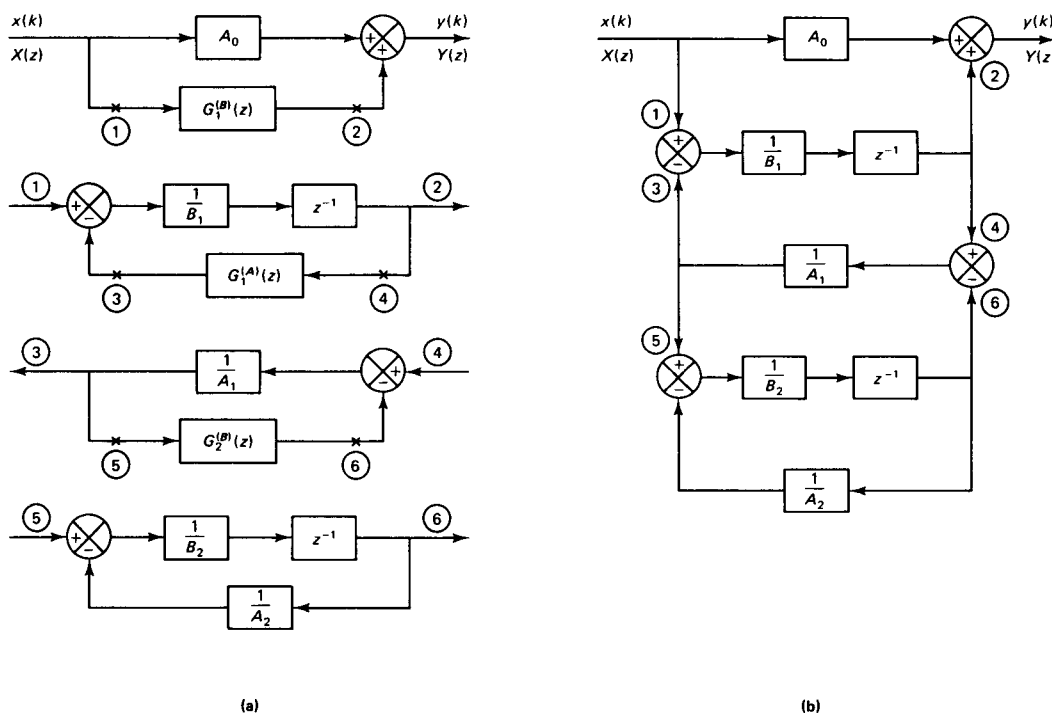 x(k)
X(z)
A₀
y(k)
Y(z)
G₁⁽ᴮ⁾(z)
1
2
1
2
1/B₁
z⁻¹
G₁⁽ᴬ⁾(z)
3
4
3
4
1/A₁
G₂⁽ᴮ⁾(z)
5
6
5
6
1/B₂
z⁻¹
1/A₂
(a)
x(k)
X(z)
A₀
y(k)
Y(z
2
1
1/B₁
z⁻¹
3
4
1/A₁
6
5
1/B₂
z⁻¹
1/A₂
(b)
+
+
+
−
+
−
+
−
+
+
+
−
+
−
+
−